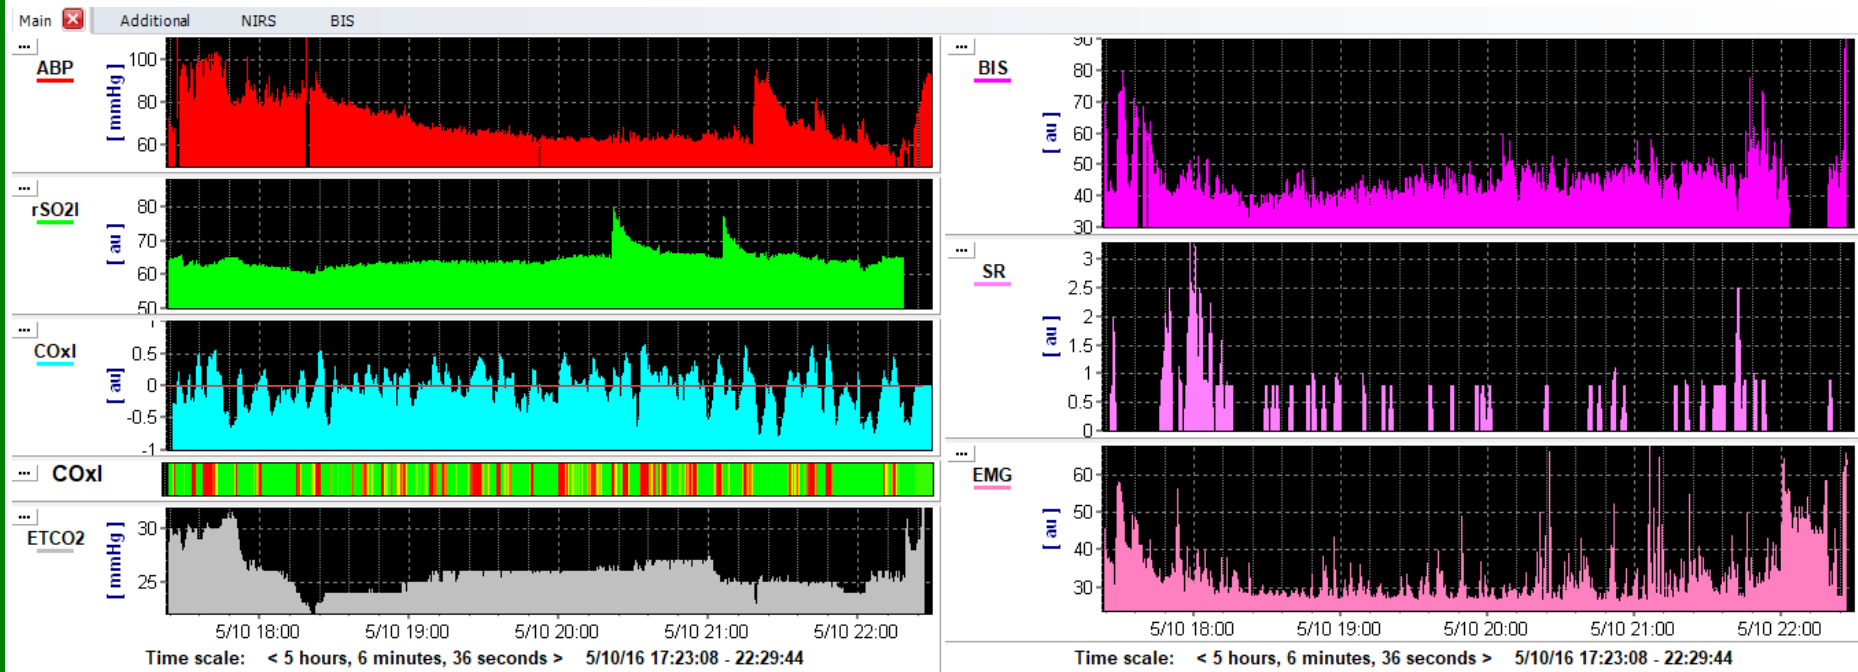 Main Additional NIRS BIS
... ABP [ mmHg ] 100 80 60
... rSO2l [ au ] 80 70 60 50
... COxl [au] 1 0.5 0 -0.5 -1
... COxl
... ETCO2 [ mmHg ] 30 25
5/10 18:00 5/10 19:00 5/10 20:00 5/10 21:00 5/10 22:00
Time scale: < 5 hours, 6 minutes, 36 seconds > 5/10/16 17:23:08 - 22:29:44
... BIS [ au ] 90 80 70 60 50 40 30
... SR [ au ] 3 2.5 2 1.5 1 0.5 0
... EMG [ au ] 60 50 40 30
5/10 18:00 5/10 19:00 5/10 20:00 5/10 21:00 5/10 22:00
Time scale: < 5 hours, 6 minutes, 36 seconds > 5/10/16 17:23:08 - 22:29:44